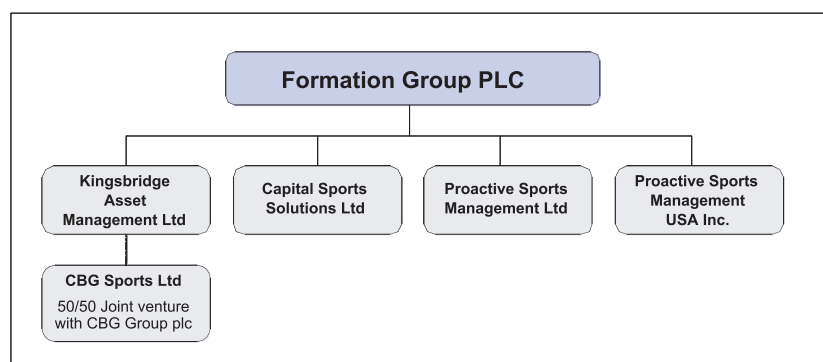 Formation Group PLC
Kingsbridge
Asset
Management Ltd
Capital Sports
Solutions Ltd
Proactive Sports
Management Ltd
Proactive Sports
Management
USA Inc.
CBG Sports Ltd
50/50 Joint venture
with CBG Group plc